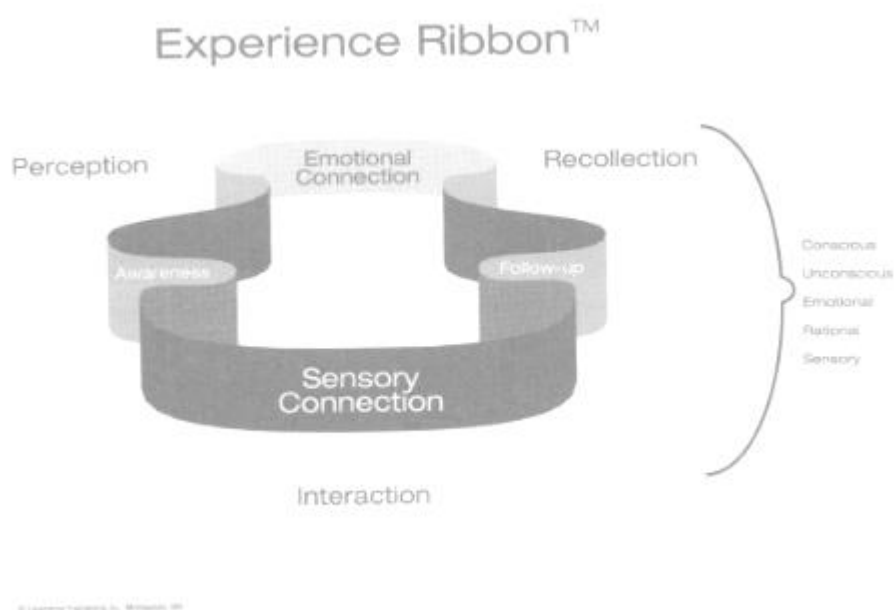 Experience Ribbon™
Perception
Emotional
Connection
Recollection
Awareness
Follow-up
Sensory
Connection
Interaction
Conscious
Unconscious
Emotional
Rational
Sensory